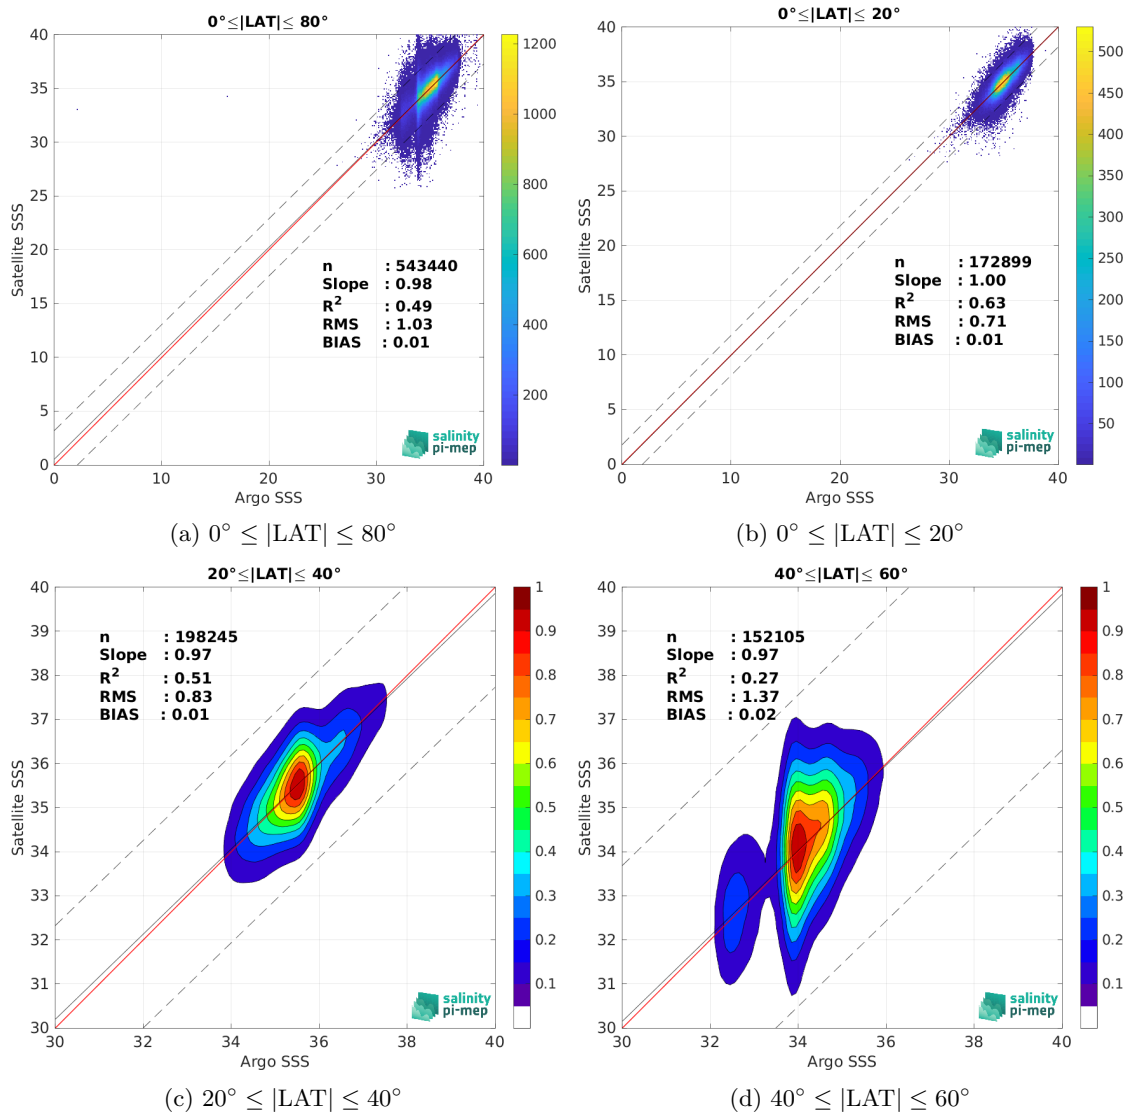 0°≤|LAT|≤ 80°
Satellite SSS
40
35
30
25
20
15
10
5
0
0
10
20
30
40
Argo SSS
n : 543440
Slope : 0.98
R2 : 0.49
RMS : 1.03
BIAS : 0.01
salinity
pi-mep
1200
1000
800
600
400
200
(a) 0° ≤ |LAT| ≤ 80°
0°≤|LAT|≤ 20°
Satellite SSS
40
35
30
25
20
15
10
5
0
0
10
20
30
40
Argo SSS
n : 172899
Slope : 1.00
R2 : 0.63
RMS : 0.71
BIAS : 0.01
salinity
pi-mep
500
450
400
350
300
250
200
150
100
50
(b) 0° ≤ |LAT| ≤ 20°
20°≤|LAT|≤ 40°
Satellite SSS
40
39
38
37
36
35
34
33
32
31
30
30
32
34
36
38
40
Argo SSS
n : 198245
Slope : 0.97
R2 : 0.51
RMS : 0.83
BIAS : 0.01
salinity
pi-mep
1
0.9
0.8
0.7
0.6
0.5
0.4
0.3
0.2
0.1
(c) 20° ≤ |LAT| ≤ 40°
40°≤|LAT|≤ 60°
Satellite SSS
40
39
38
37
36
35
34
33
32
31
30
30
32
34
36
38
40
Argo SSS
n : 152105
Slope : 0.97
R2 : 0.27
RMS : 1.37
BIAS : 0.02
salinity
pi-mep
1
0.9
0.8
0.7
0.6
0.5
0.4
0.3
0.2
0.1
(d) 40° ≤ |LAT| ≤ 60°